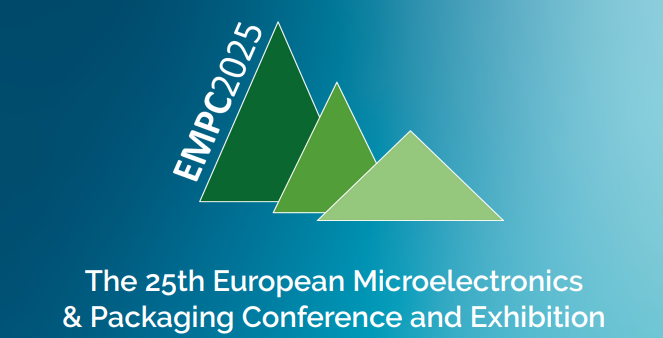 EMPC2025
The 25th European Microelectronics
& Packaging Conference and Exhibition